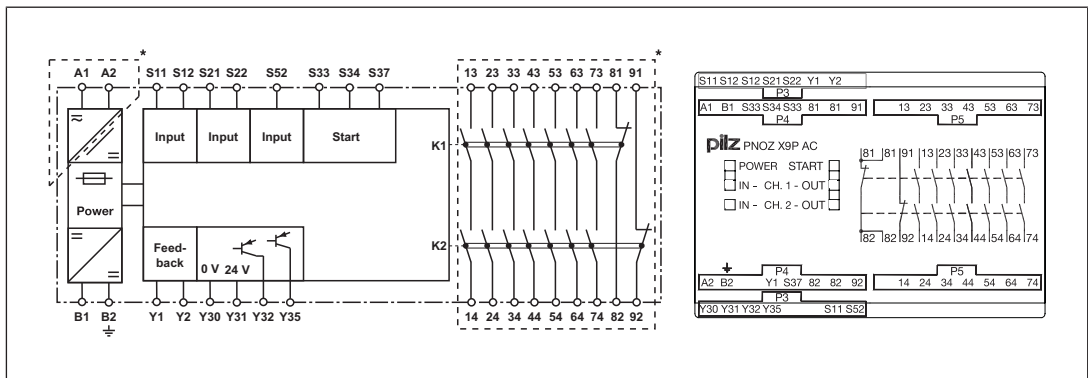 * *
A1 A2 S11 S12 S21 S22 S52 S33 S34 S37 13 23 33 43 53 63 73 81 91
Input Input Input Start
K1
Power
Feed-
back
0 V 24 V
K2
B1 B2 Y1 Y2 Y30 Y31 Y32 Y35 14 24 34 44 54 64 74 82 92
S11 S12 S12 S21 S22 Y1 Y2
P3
A1 B1 S33 S34 S33 81 81 91 13 23 33 43 53 63 73
P4 P5
pilz PNOZ X9P AC
POWER START
IN - CH. 1 - OUT
IN - CH. 2 - OUT
81 81 91 13 23 33 43 53 63 73
82 82 92 14 24 34 44 54 64 74
P4 P5
A2 B2 Y1 S37 82 82 92 14 24 34 44 54 64 74
P3
Y30 Y31 Y32 Y35 S11 S52